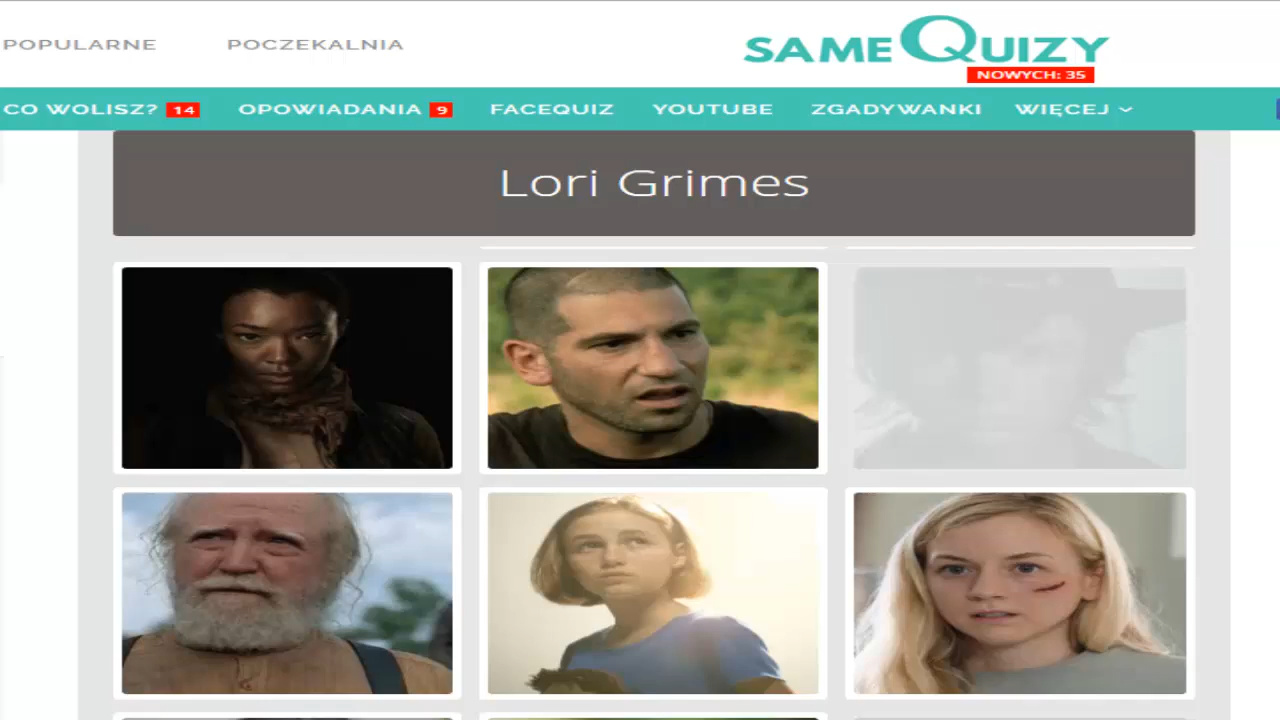 POPULARNE POCZEKALNIA SAMEQUIZY
NOWYCH: 35
CO WOLISZ? 14 OPOWIADANIA 9 FACEQUIZ YOUTUBE ZGADYWANKI WIĘCEJ
Lori Grimes